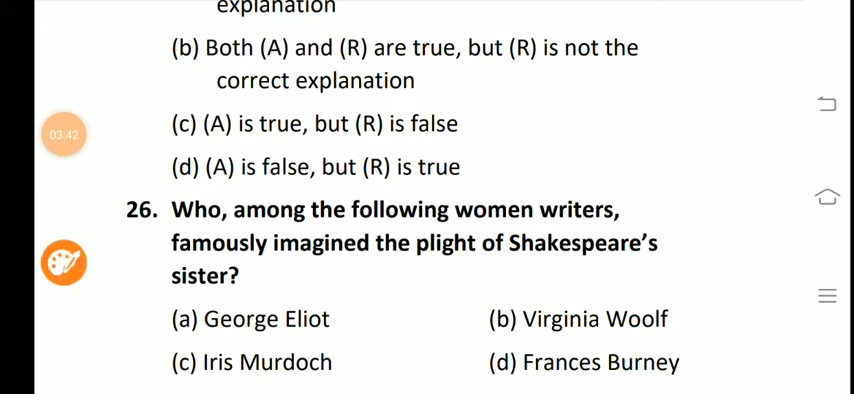 explanation
(b) Both (A) and (R) are true, but (R) is not the
correct explanation
(c) (A) is true, but (R) is false
03:42
(d) (A) is false, but (R) is true
26. Who, among the following women writers,
famously imagined the plight of Shakespeare's
sister?
(a) George Eliot (b) Virginia Woolf
(c) Iris Murdoch (d) Frances Burney